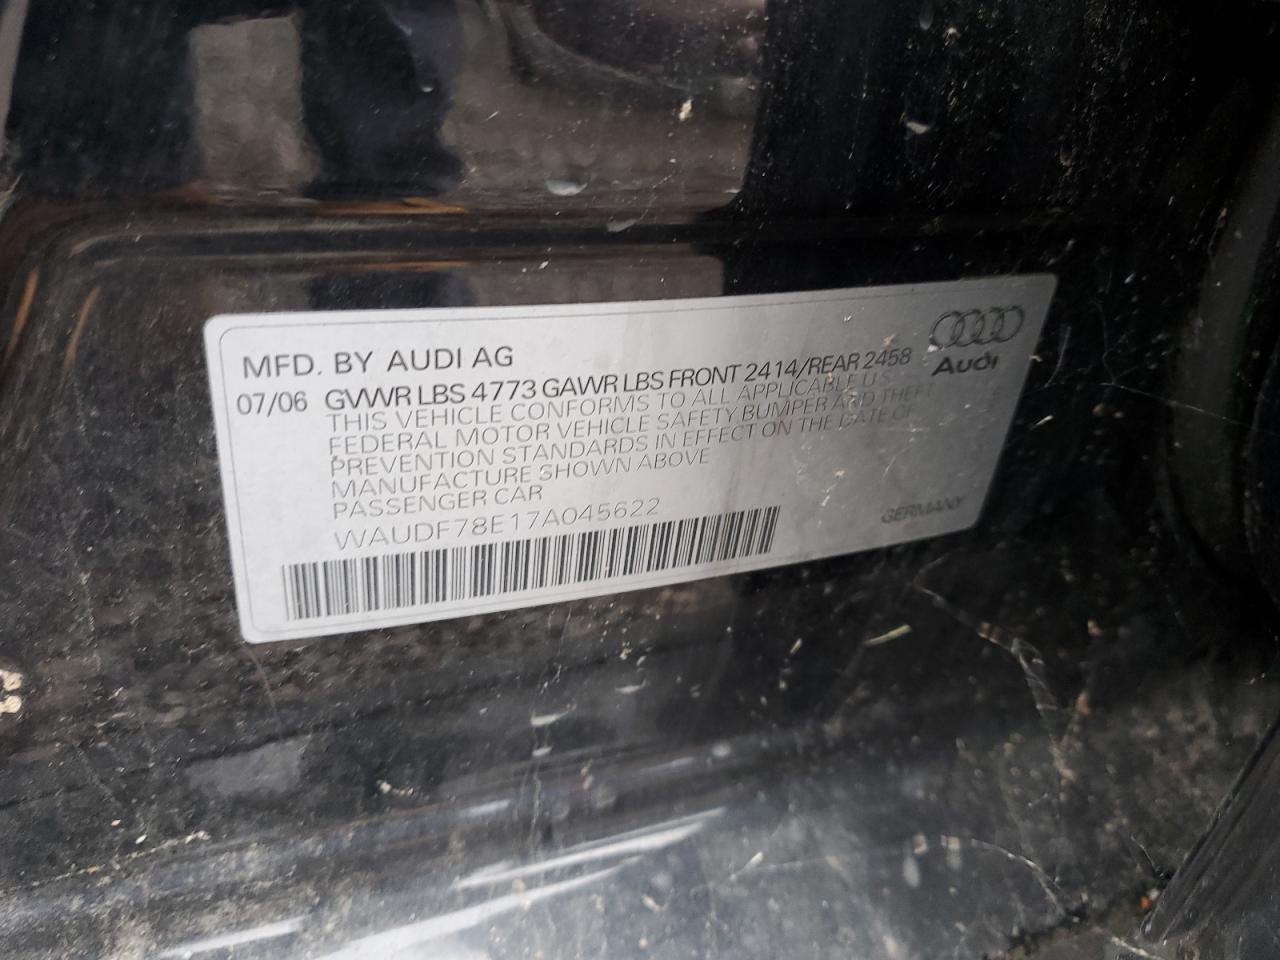 MFD. BY AUDI AG
Audi
07/06 GVWR LBS 4773 GAWR LBS FRONT 2414/REAR 2458
THIS VEHICLE CONFORMS TO ALL APPLICABLE U.S.
FEDERAL MOTOR VEHICLE SAFETY, BUMPER AND THEFT
PREVENTION STANDARDS IN EFFECT ON THE DATE OF
MANUFACTURE SHOWN ABOVE
PASSENGER CAR
WAUDF78E17A045622
GERMANY